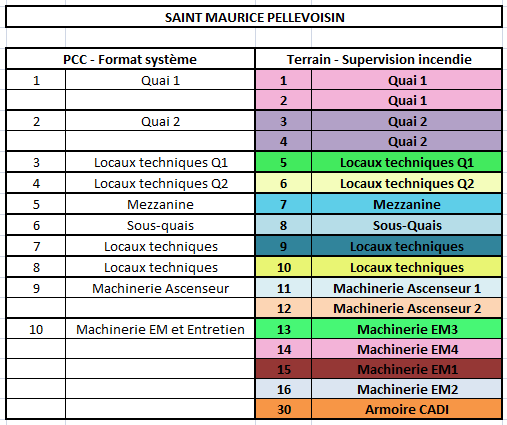 SAINT MAURICE PELLEVOISIN
PCC - Format système Terrain - Supervision incendie
1 Quai 1 1 Quai 1
2 Quai 1
2 Quai 2 3 Quai 2
4 Quai 2
3 Locaux techniques Q1 5 Locaux techniques Q1
4 Locaux techniques Q2 6 Locaux techniques Q2
5 Mezzanine 7 Mezzanine
6 Sous-quais 8 Sous-Quais
7 Locaux techniques 9 Locaux techniques
8 Locaux techniques 10 Locaux techniques
9 Machinerie Ascenseur 11 Machinerie Ascenseur 1
12 Machinerie Ascenseur 2
10 Machinerie EM et Entretien 13 Machinerie EM3
14 Machinerie EM4
15 Machinerie EM1
16 Machinerie EM2
30 Armoire CADI